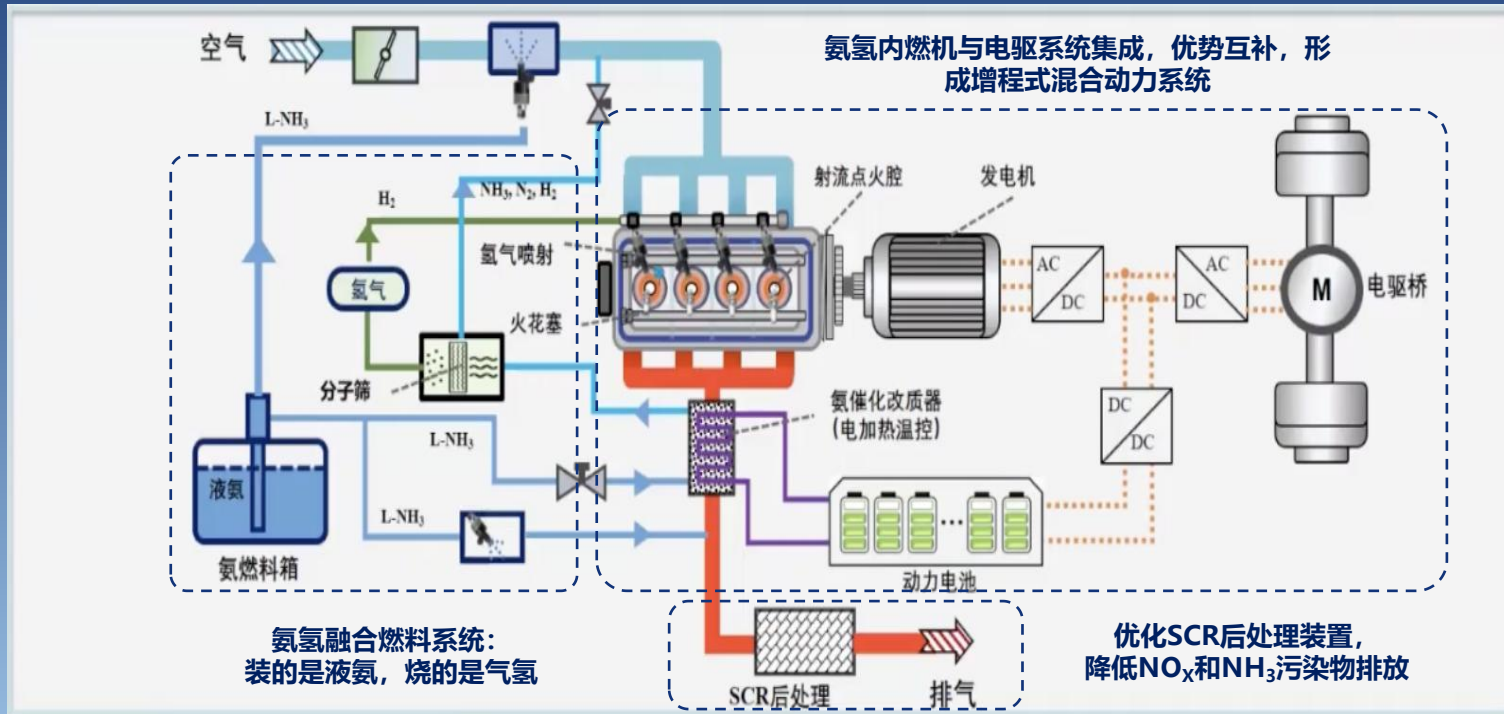 空气
氨氢内燃机与电驱系统集成，优势互补，形
成增程式混合动力系统
L-NH₃
NH₃, N₂, H₂
H₂
射流点火腔
发电机
氢气喷射
氢气
火花塞
AC
DC
AC
DC
M
电驱桥
分子筛
氨催化改质器
(电加热温控)
DC
DC
L-NH₃
液氨
L-NH₃
氨燃料箱
动力电池
氨氢融合燃料系统：
装的是液氨，烧的是气氢
SCR后处理
排气
优化SCR后处理装置，
降低NOₓ和NH₃污染物排放